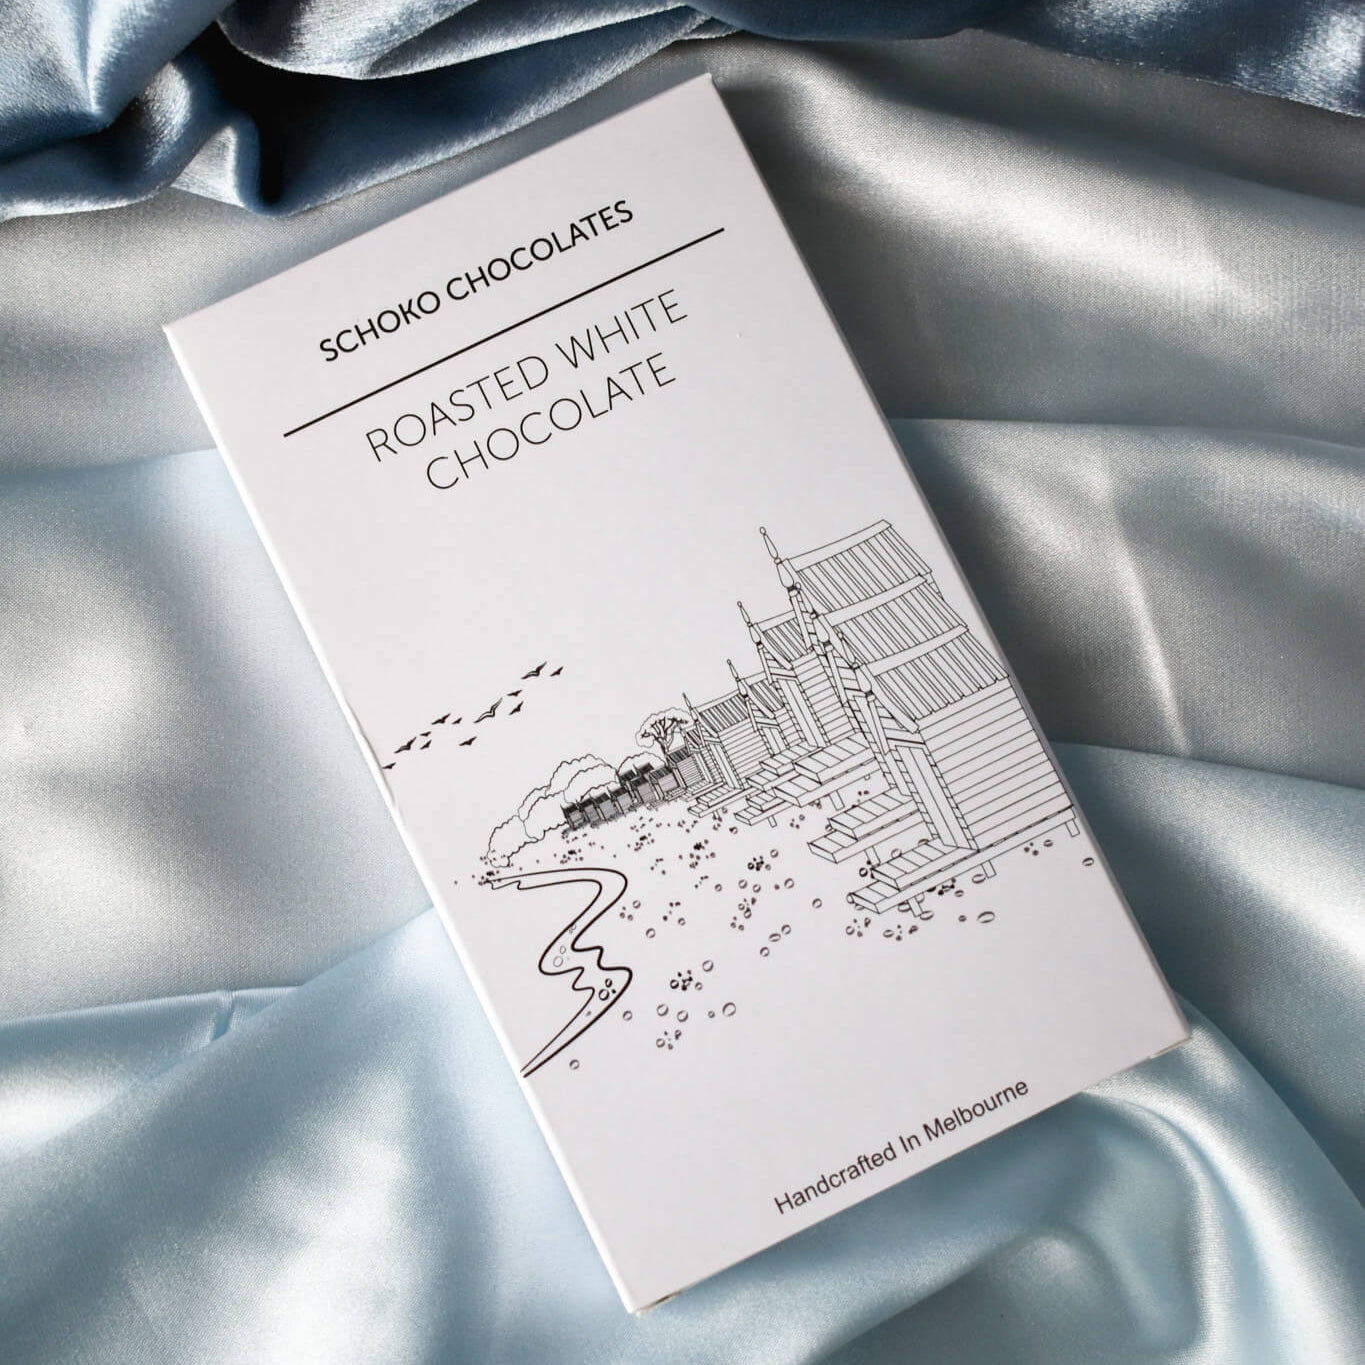 SCHOKO CHOCOLATES
ROASTED WHITE
CHOCOLATE
Handcrafted In Melbourne